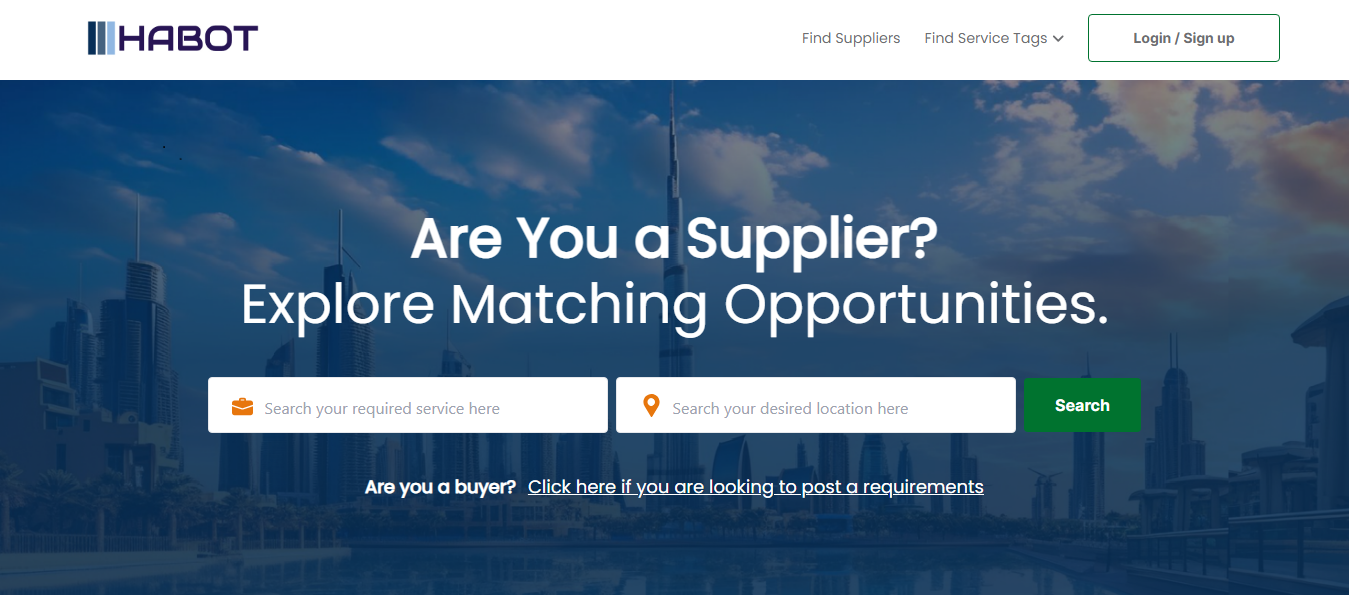 HABOT
Find Suppliers
Find Service Tags
Login / Sign up
Are You a Supplier?
Explore Matching Opportunities.
Search your required service here
Search your desired location here
Search
Are you a buyer? Click here if you are looking to post a requirements